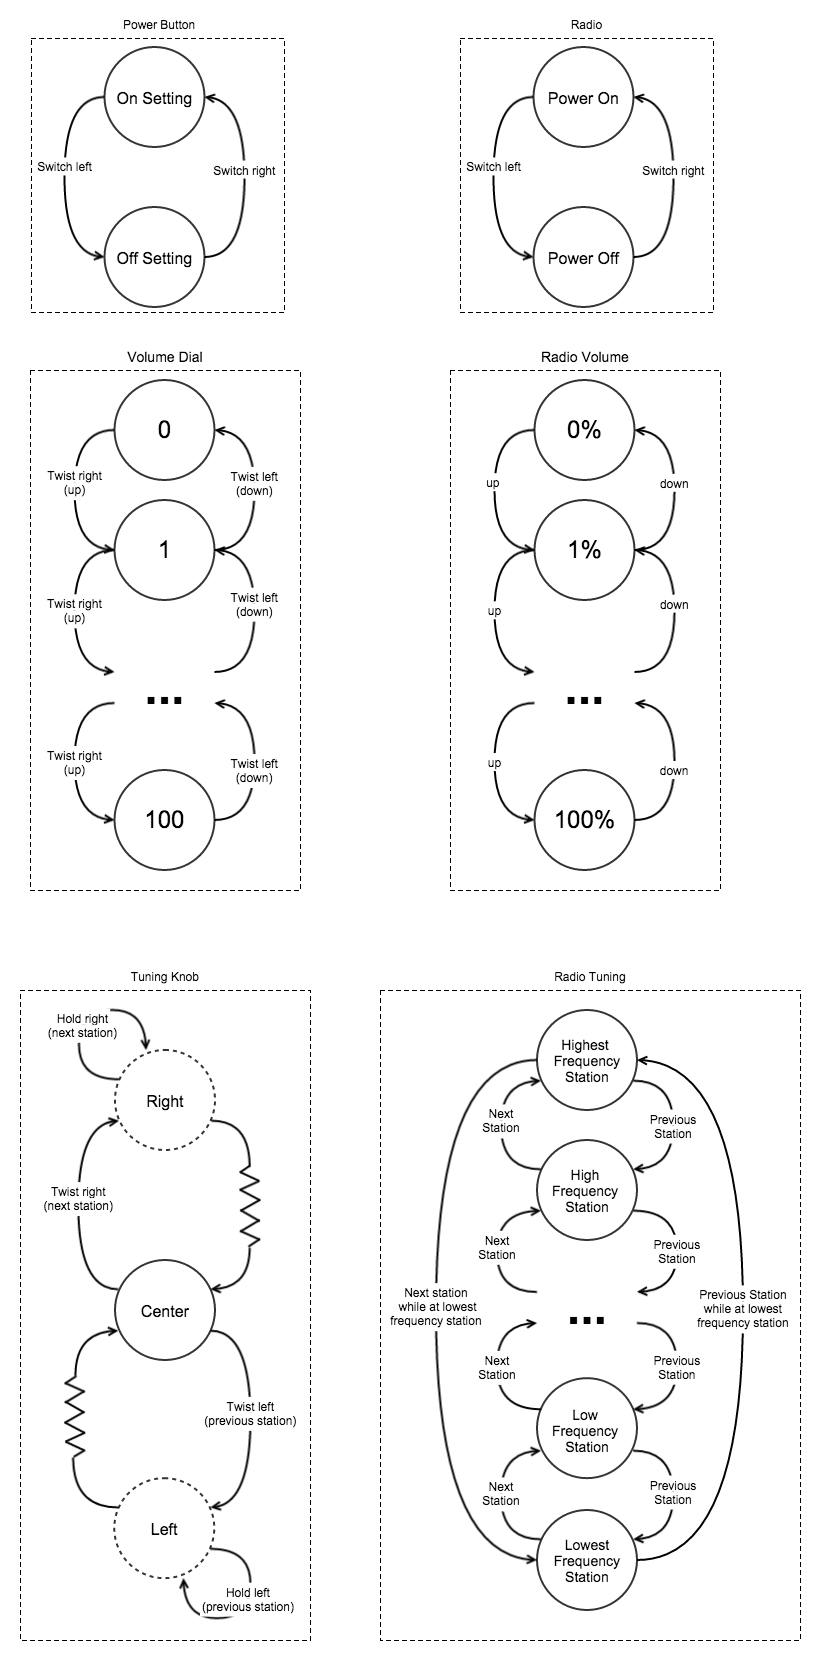 Power Button
On Setting
Switch left
Switch right
Off Setting
Radio
Power On
Switch left
Switch right
Power Off
Volume Dial
0
Twist right
(up)
Twist left
(down)
1
Twist right
(up)
Twist left
(down)
...
Twist right
(up)
Twist left
(down)
100
Radio Volume
0%
up
down
1%
up
down
...
up
down
100%
Tuning Knob
Hold right
(next station)
Right
Twist right
(next station)
Center
Twist left
(previous station)
Left
Hold left
(previous station)
Radio Tuning
Highest
Frequency
Station
Next
Station
Previous
Station
High
Frequency
Station
Next
Station
Previous
Station
Next station
while at lowest
frequency station
Previous Station
while at lowest
frequency station
...
Next
Station
Previous
Station
Low
Frequency
Station
Next
Station
Previous
Station
Lowest
Frequency
Station